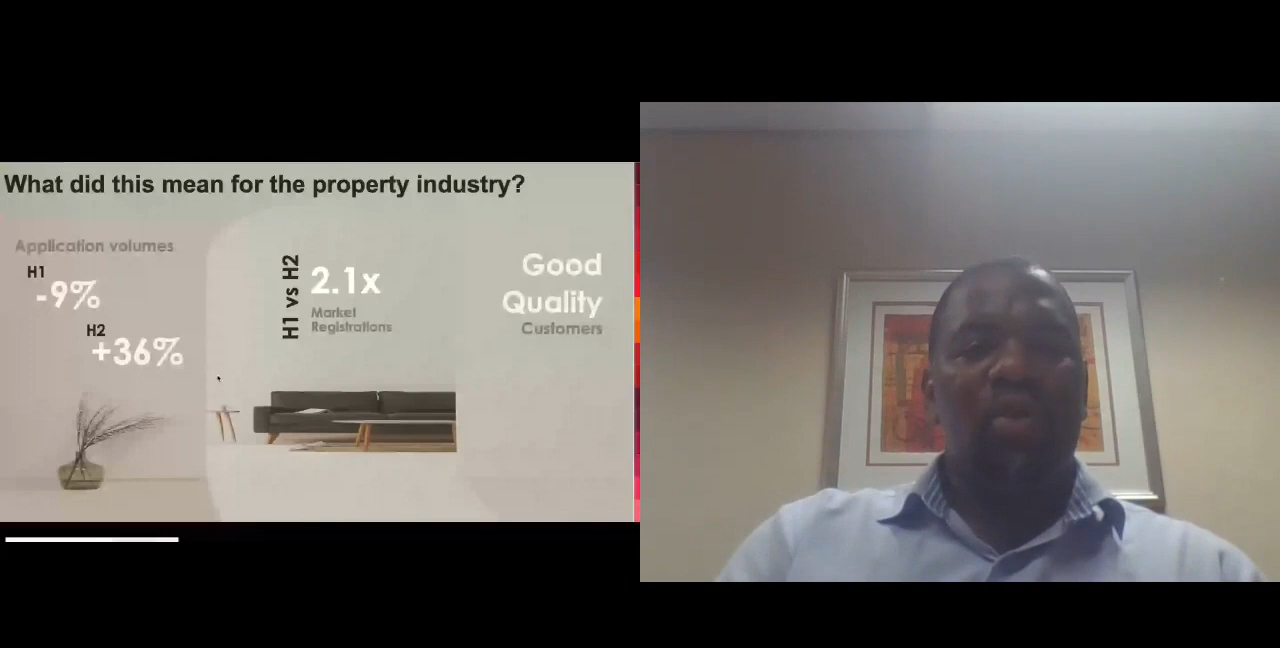 What did this mean for the property industry?
Application volumes
H1
-9%
H2
+36%
H1 vs H2
2.1x
Market
Registrations
Good
Quality
Customers